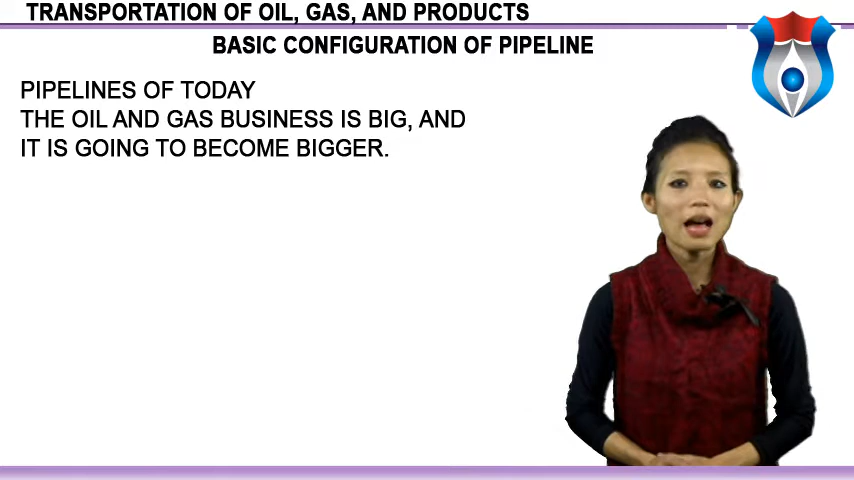 TRANSPORTATION OF OIL, GAS, AND PRODUCTS
BASIC CONFIGURATION OF PIPELINE
PIPELINES OF TODAY
THE OIL AND GAS BUSINESS IS BIG, AND
IT IS GOING TO BECOME BIGGER.